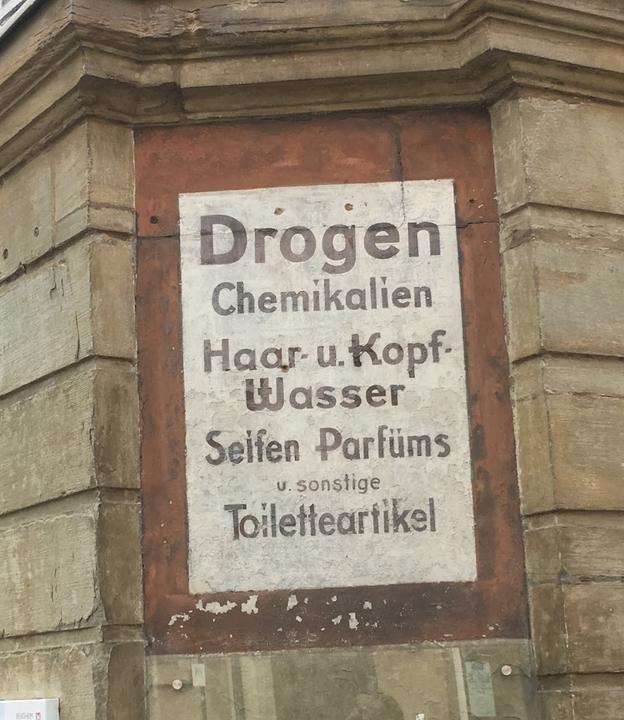 Drogen
Chemikalien
Haar- u. Kopf-
Wasser
Seifen Parfüms
u. sonstige
Toiletteartikel